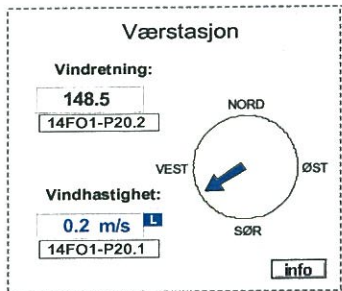 Værstasjon
Vindretning:
148.5
14FO1-P20.2
NORD
VEST
ØST
SØR
Vindhastighet:
0.2 m/s L
14FO1-P20.1
info